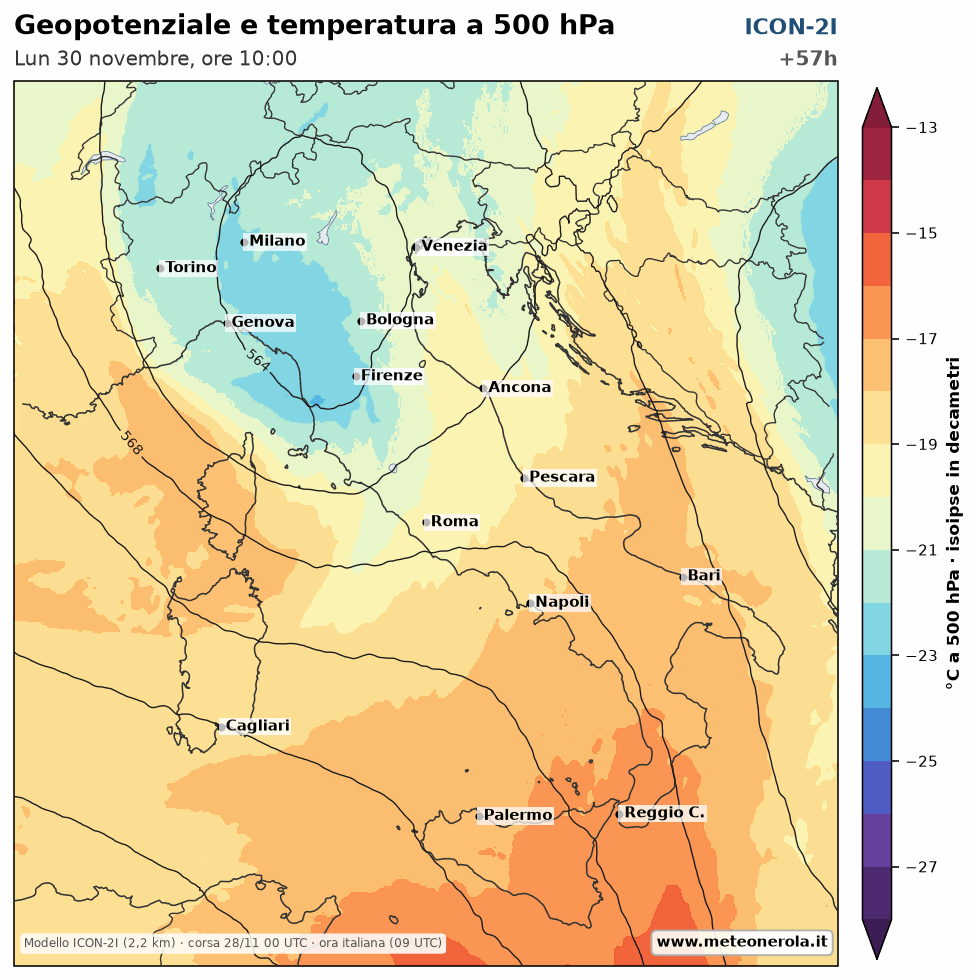 Geopotenziale e temperatura a 500 hPa
ICON-2I
Lun 30 novembre, ore 10:00
+57h
Milano
Venezia
Torino
Genova
Bologna
564
Firenze
Ancona
568
Pescara
Roma
Bari
Napoli
Cagliari
Palermo
Reggio C.
−13
−15
−17
−19
−21
−23
−25
−27
°C a 500 hPa · isoipse in decametri
Modello ICON-2I (2,2 km) · corsa 28/11 00 UTC · ora italiana (09 UTC)
www.meteonerola.it